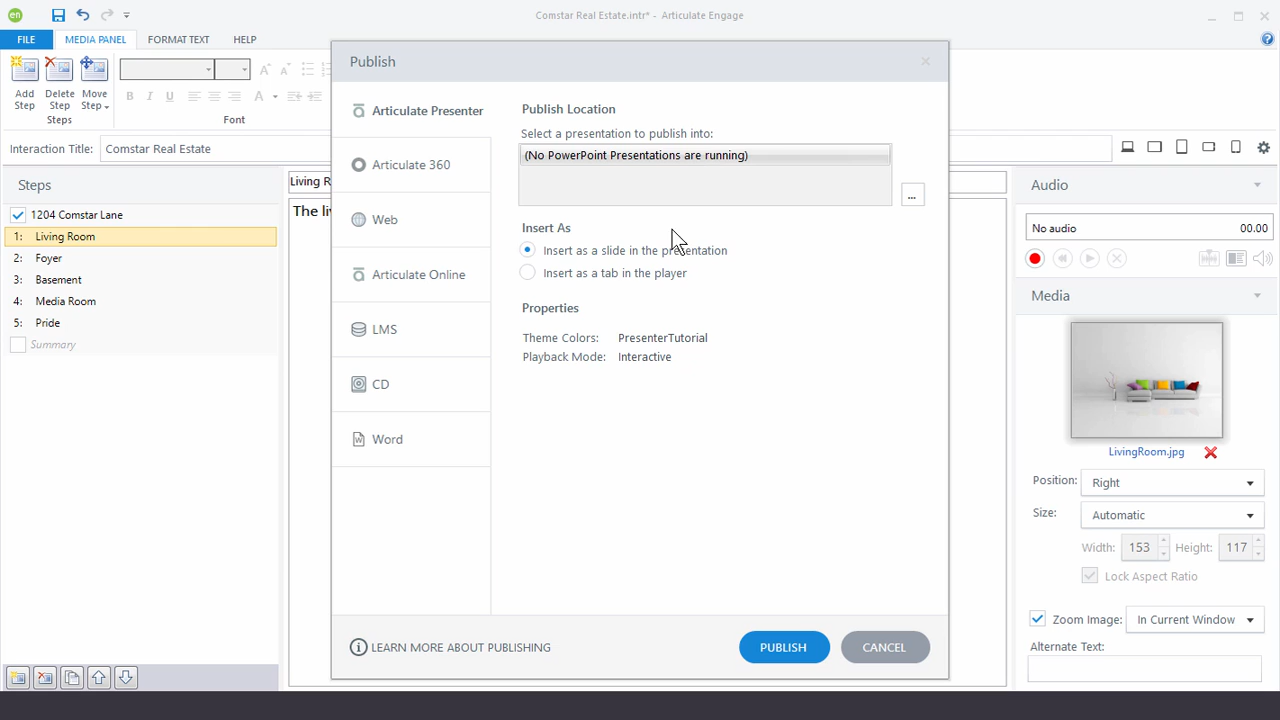 en
Comstar Real Estate.intr* - Articulate Engage
FILE
MEDIA PANEL
FORMAT TEXT
HELP
Add Step
Delete Step
Move Step
Steps
B I U
A
Font
Interaction Title:
Comstar Real Estate
Steps
1204 Comstar Lane
1: Living Room
2: Foyer
3: Basement
4: Media Room
5: Pride
Summary
Living R
The li
Publish
Articulate Presenter
Articulate 360
Web
Articulate Online
LMS
CD
Word
Publish Location
Select a presentation to publish into:
(No PowerPoint Presentations are running)
...
Insert As
Insert as a slide in the presentation
Insert as a tab in the player
Properties
Theme Colors: PresenterTutorial
Playback Mode: Interactive
LEARN MORE ABOUT PUBLISHING
PUBLISH
CANCEL
Audio
No audio 00.00
Media
LivingRoom.jpg
Position: Right
Size: Automatic
Width: 153 Height: 117
Lock Aspect Ratio
Zoom Image: In Current Window
Alternate Text: